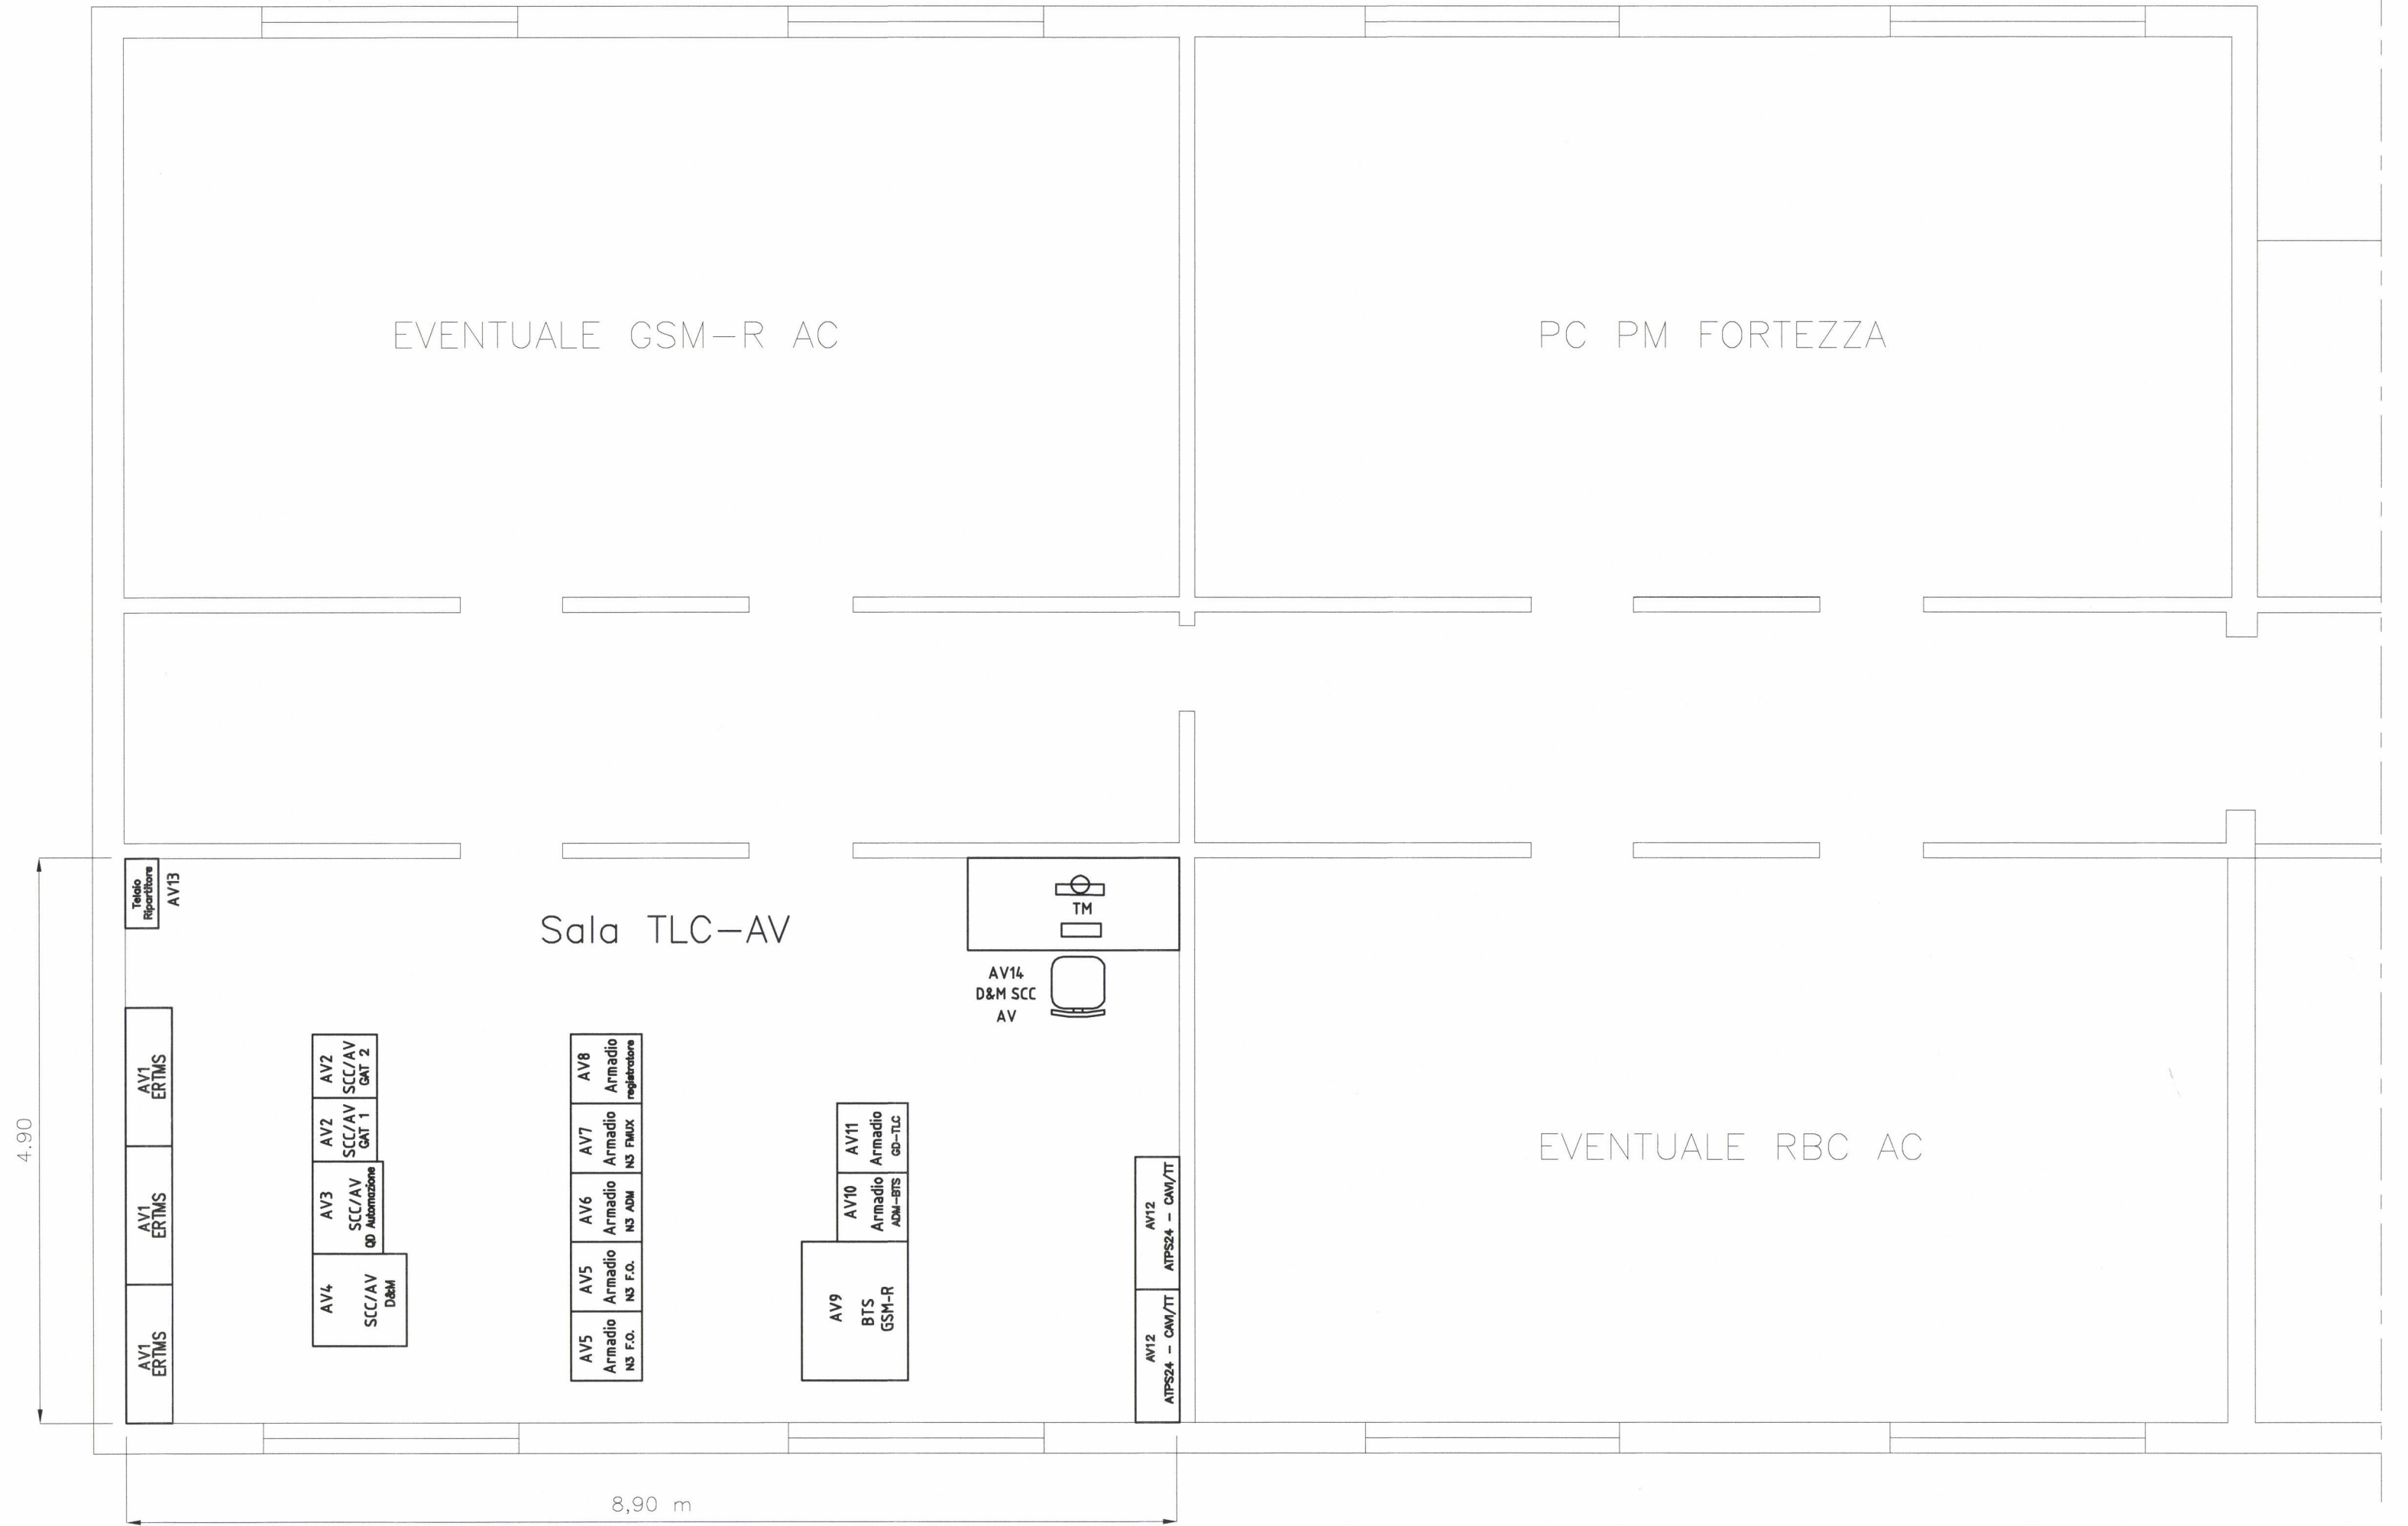 EVENTUALE GSM-R AC
PC PM FORTEZZA
Telaio
Ripartitore
AV13
Sala TLC-AV
TM
AV14
D&M SCC
AV
AV1
ERTMS
AV1
ERTMS
AV1
ERTMS
AV2
SCC/AV
GAT 2
AV2
SCC/AV
GAT 1
AV3
SCC/AV
QD Automazione
AV4
SCC/AV
D&M
AV8
Armadio
registratore
AV7
Armadio
N3 FMUX
AV6
Armadio
N3 ADM
AV5
Armadio
N3 F.O.
AV5
Armadio
N3 F.O.
AV11
Armadio
GD-TLC
AV10
Armadio
ADM-BTS
AV9
BTS
GSM-R
AV12
ATPS24 - CAVI/TT
AV12
ATPS24 - CAVI/TT
EVENTUALE RBC AC
4.90
8,90 m